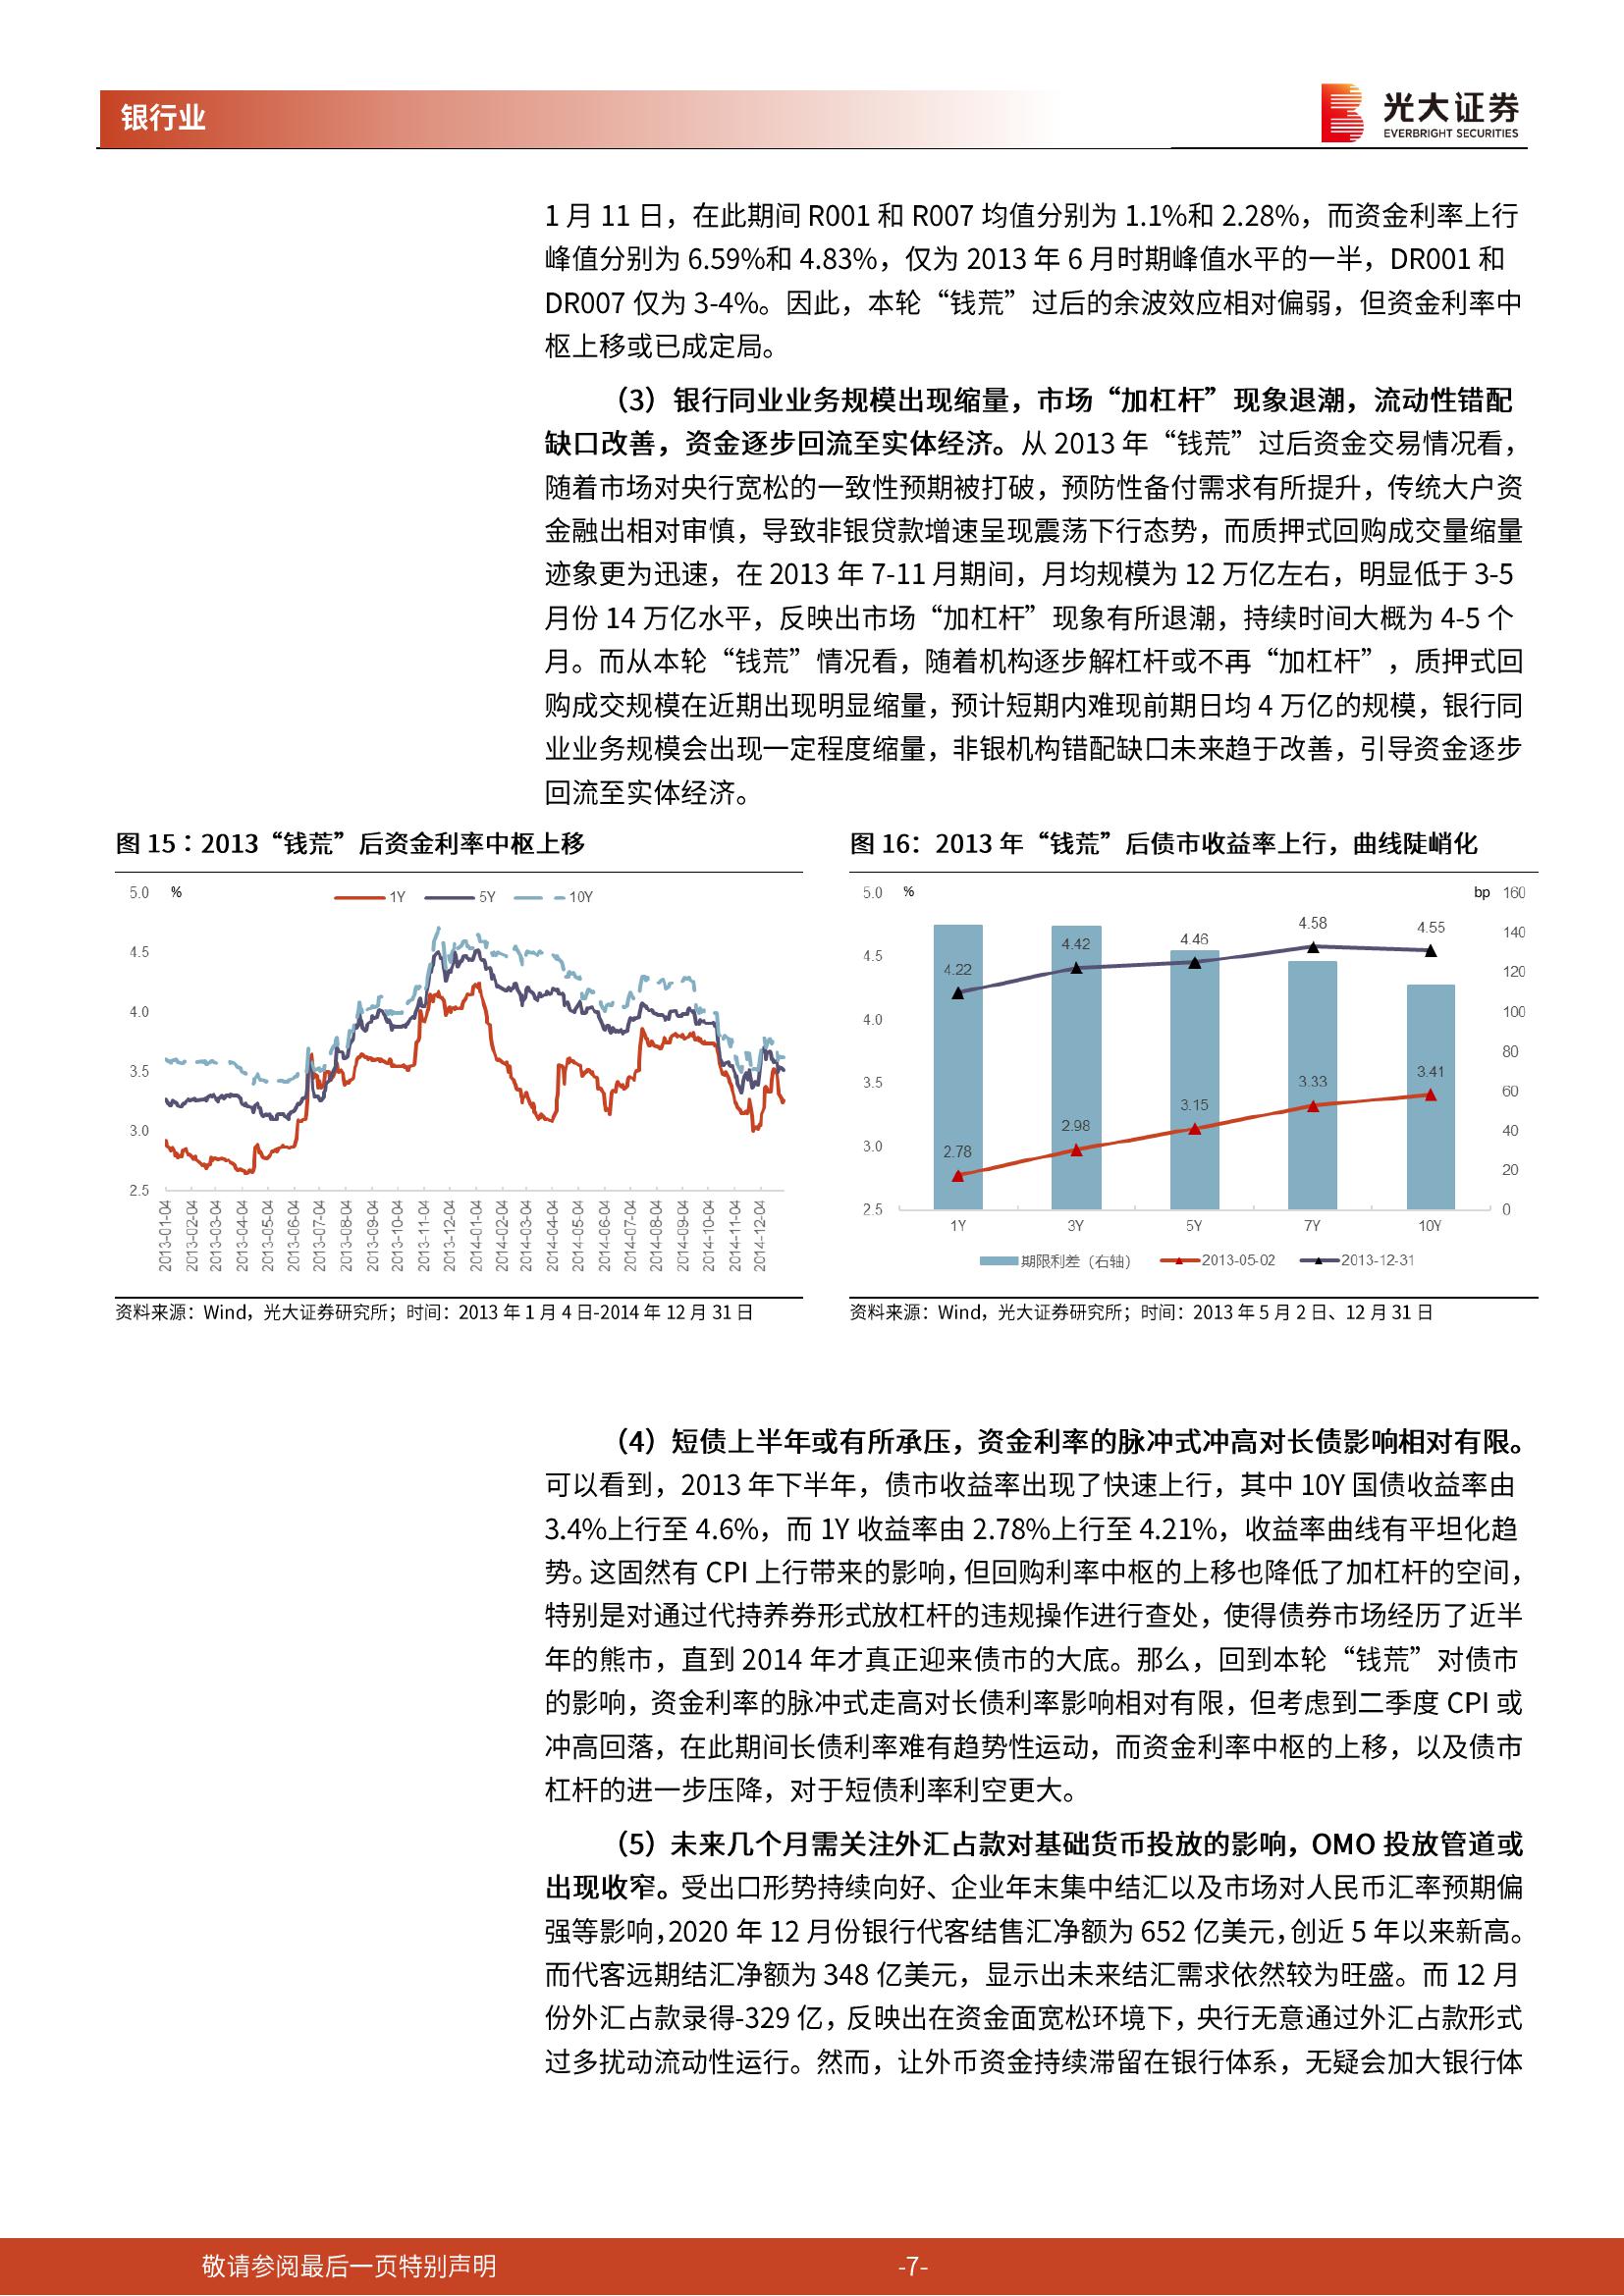 银行业
光大证券
EVERBRIGHT SECURITIES
1 月 11 日，在此期间 R001 和 R007 均值分别为 1.1%和 2.28%，而资金利率上行
峰值分别为 6.59%和 4.83%，仅为 2013 年 6 月时期峰值水平的一半，DR001 和
DR007 仅为 3-4%。因此，本轮“钱荒”过后的余波效应相对偏弱，但资金利率中
枢上移或已成定局。
（3）银行同业业务规模出现缩量，市场“加杠杆”现象退潮，流动性错配
缺口改善，资金逐步回流至实体经济。从 2013 年“钱荒”过后资金交易情况看，
随着市场对央行宽松的一致性预期被打破，预防性备付需求有所提升，传统大户资
金融出相对审慎，导致非银贷款增速呈现震荡下行态势，而质押式回购成交量缩量
迹象更为迅速，在 2013 年 7-11 月期间，月均规模为 12 万亿左右，明显低于 3-5
月份 14 万亿水平，反映出市场“加杠杆”现象有所退潮，持续时间大概为 4-5 个
月。而从本轮“钱荒”情况看，随着机构逐步解杠杆或不再“加杠杆”，质押式回
购成交规模在近期出现明显缩量，预计短期内难现前期日均 4 万亿的规模，银行同
业业务规模会出现一定程度缩量，非银机构错配缺口未来趋于改善，引导资金逐步
回流至实体经济。
图 15：2013“钱荒”后资金利率中枢上移
5.0 %
1Y 5Y 10Y
4.5
4.0
3.5
3.0
2.5
2013-01-04 2013-02-04 2013-03-04 2013-04-04 2013-05-04 2013-06-04 2013-07-04 2013-08-04 2013-09-04 2013-10-04 2013-11-04 2013-12-04 2014-01-04 2014-02-04 2014-03-04 2014-04-04 2014-05-04 2014-06-04 2014-07-04 2014-08-04 2014-09-04 2014-10-04 2014-11-04 2014-12-04
资料来源：Wind，光大证券研究所；时间：2013 年 1 月 4 日-2014 年 12 月 31 日
图 16：2013 年“钱荒”后债市收益率上行，曲线陡峭化
5.0 %
4.5
4.0
3.5
3.0
2.5
bp 160
140
120
100
80
60
40
20
0
4.22 4.42 4.46 4.58 4.55
2.78 2.98 3.15 3.33 3.41
1Y 3Y 5Y 7Y 10Y
期限利差（右轴） 2013-05-02 2013-12-31
资料来源：Wind，光大证券研究所；时间：2013 年 5 月 2 日、12 月 31 日
（4）短债上半年或有所承压，资金利率的脉冲式冲高对长债影响相对有限。
可以看到，2013 年下半年，债市收益率出现了快速上行，其中 10Y 国债收益率由
3.4%上行至 4.6%，而 1Y 收益率由 2.78%上行至 4.21%，收益率曲线有平坦化趋
势。这固然有 CPI 上行带来的影响，但回购利率中枢的上移也降低了加杠杆的空间，
特别是对通过代持养券形式放杠杆的违规操作进行查处，使得债券市场经历了近半
年的熊市，直到 2014 年才真正迎来债市的大底。那么，回到本轮“钱荒”对债市
的影响，资金利率的脉冲式走高对长债利率影响相对有限，但考虑到二季度 CPI 或
冲高回落，在此期间长债利率难有趋势性运动，而资金利率中枢的上移，以及债市
杠杆的进一步压降，对于短债利率利空更大。
（5）未来几个月需关注外汇占款对基础货币投放的影响，OMO 投放管道或
出现收窄。受出口形势持续向好、企业年末集中结汇以及市场对人民币汇率预期偏
强等影响，2020 年 12 月份银行代客结售汇净额为 652 亿美元，创近 5 年以来新高。
而代客远期结汇净额为 348 亿美元，显示出未来结汇需求依然较为旺盛。而 12 月
份外汇占款录得-329 亿，反映出在资金面宽松环境下，央行无意通过外汇占款形式
过多扰动流动性运行。然而，让外币资金持续滞留在银行体系，无疑会加大银行体
敬请参阅最后一页特别声明
-7-